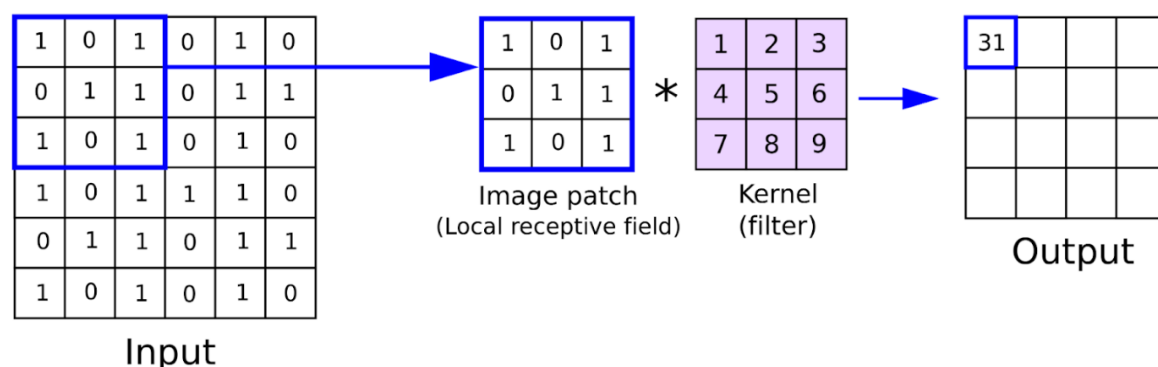 1 0 1 0 1 0
0 1 1 0 1 1
1 0 1 0 1 0
1 0 1 1 1 0
0 1 1 0 1 1
1 0 1 0 1 0
Input
1 0 1
0 1 1
1 0 1
Image patch
(Local receptive field)
*
1 2 3
4 5 6
7 8 9
Kernel
(filter)
31
Output